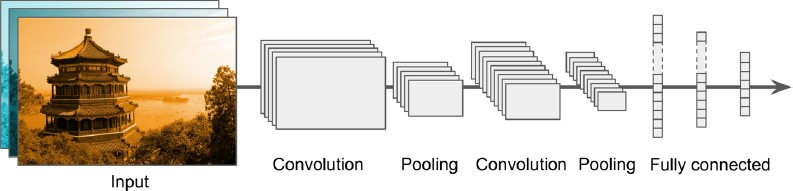 Convolution
Pooling
Convolution
Pooling
Fully connected
Input